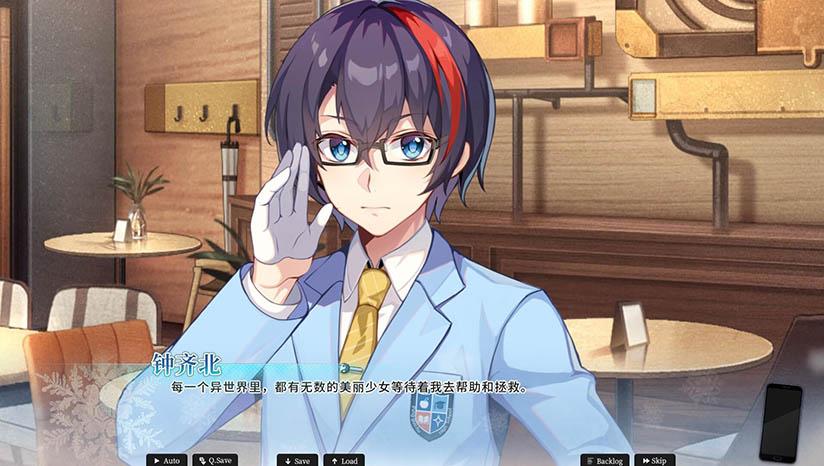 钟齐北
每一个异世界里，都有无数的美丽少女等待着我去帮助和拯救。
Auto
Q.Save
Save
Load
Backlog
Skip